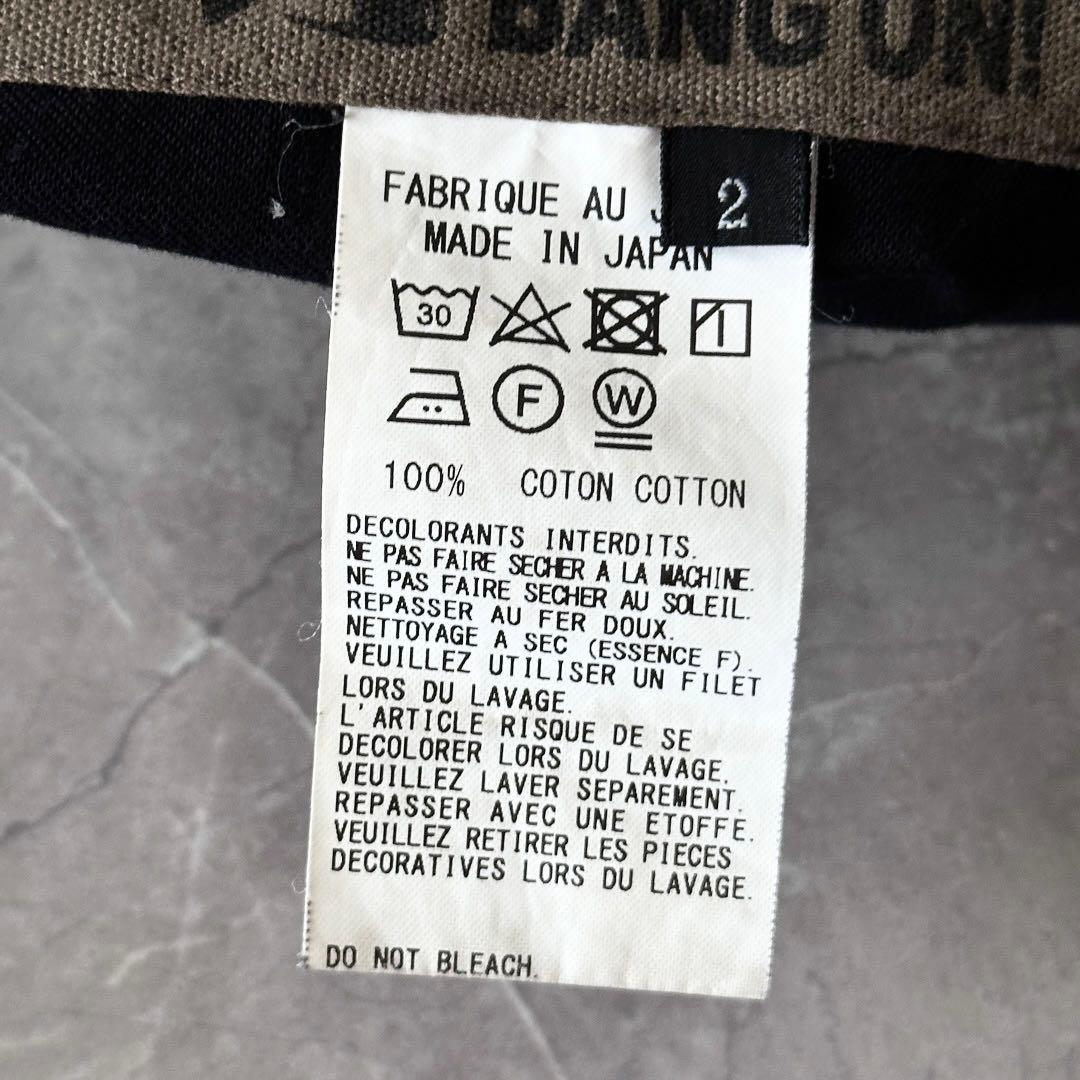 BANG ON!
FABRIQUE AU J
2
MADE IN JAPAN
30
F
W
100% COTON COTTON
DECOLORANTS INTERDITS.
NE PAS FAIRE SECHER A LA MACHINE.
NE PAS FAIRE SECHER AU SOLEIL.
REPASSER AU FER DOUX.
NETTOYAGE A SEC (ESSENCE F).
VEUILLEZ UTILISER UN FILET
LORS DU LAVAGE.
L'ARTICLE RISQUE DE SE
DECOLORER LORS DU LAVAGE.
VEUILLEZ LAVER SEPAREMENT.
REPASSER AVEC UNE ETOFFE.
VEUILLEZ RETIRER LES PIECES
DECORATIVES LORS DU LAVAGE.
DO NOT BLEACH.